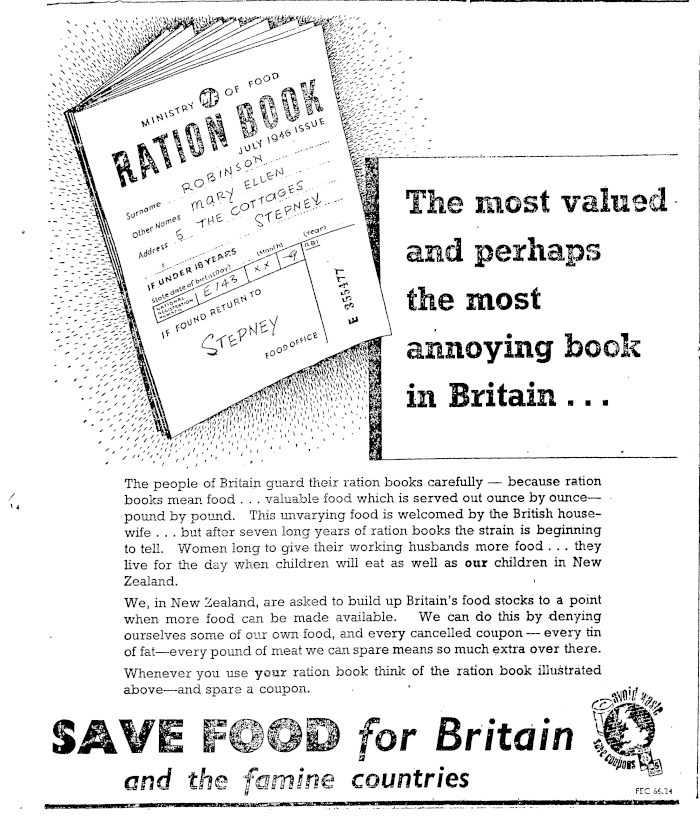 MINISTRY MF OF FOOD
RATION BOOK
JULY 1946 ISSUE
Surname ROBINSON
Other Names MARY ELLEN
Address 5 THE COTTAGES
STEPNEY
IF UNDER 18 YEARS
State date of birth (Day) (Month) (Year)
NATIONAL REGISTRATION NUMBER E 143 XX
IF FOUND RETURN TO
STEPNEY
FOOD OFFICE
E 355477
The most valued
and perhaps
the most
annoying book
in Britain . . .
The people of Britain guard their ration books carefully — because ration
books mean food . . . valuable food which is served out ounce by ounce—
pound by pound. This unvarying food is welcomed by the British house-
wife . . . but after seven long years of ration books the strain is beginning
to tell. Women long to give their working husbands more food . . . they
live for the day when children will eat as well as our children in New
Zealand.
We, in New Zealand, are asked to build up Britain's food stocks to a point
when more food can be made available. We can do this by denying
ourselves some of our own food, and every cancelled coupon — every tin
of fat—every pound of meat we can spare means so much extra over there.
Whenever you use your ration book think of the ration book illustrated
above—and spare a coupon.
SAVE FOOD for Britain
and the famine countries
avoid waste
save coupons
FEC 66.24